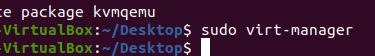 te package kvmqemu
-VirtualBox:~/Desktop$ sudo virt-manager
-VirtualBox:~/Desktop$